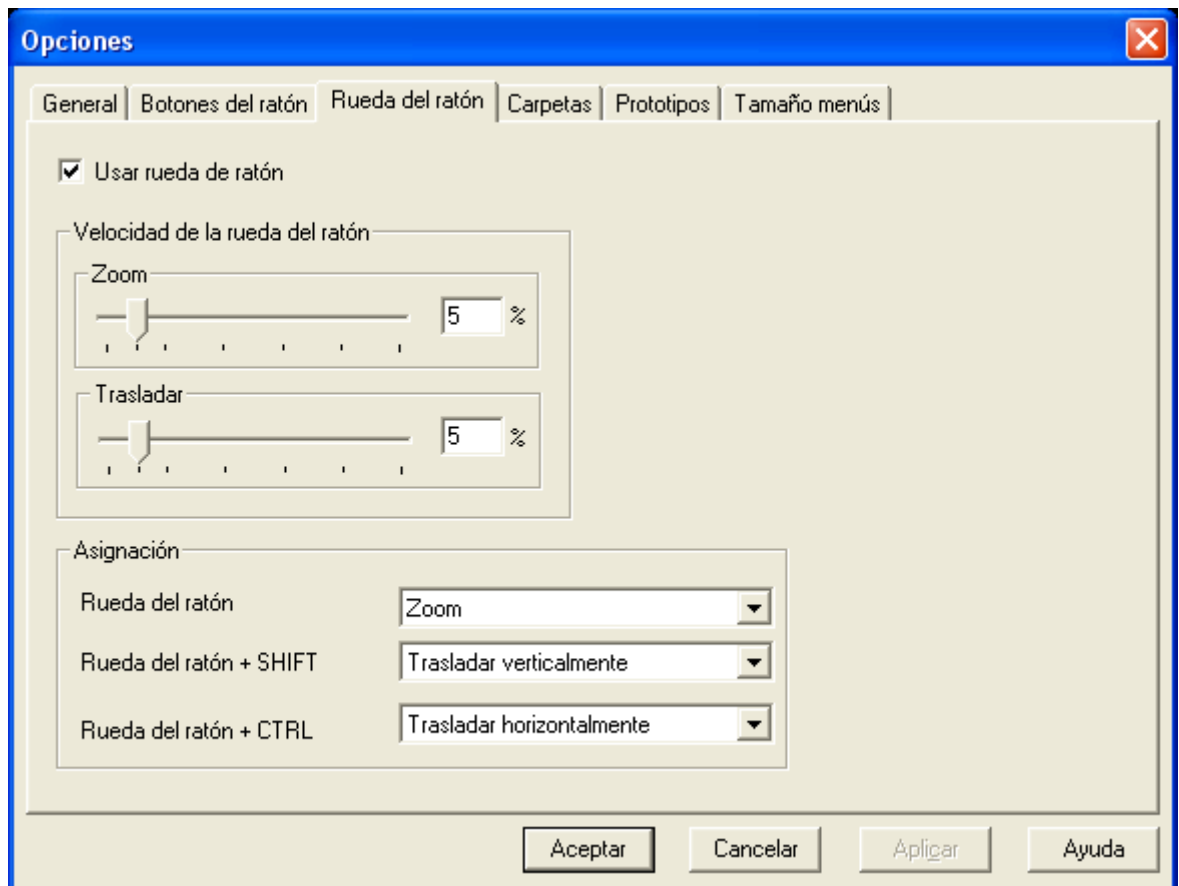 Opciones
General Botones del ratón Rueda del ratón Carpetas Prototipos Tamaño menús
Usar rueda de ratón
Velocidad de la rueda del ratón
Zoom
5 %
Trasladar
5 %
Asignación
Rueda del ratón Zoom
Rueda del ratón + SHIFT Trasladar verticalmente
Rueda del ratón + CTRL Trasladar horizontalmente
Aceptar Cancelar Aplicar Ayuda